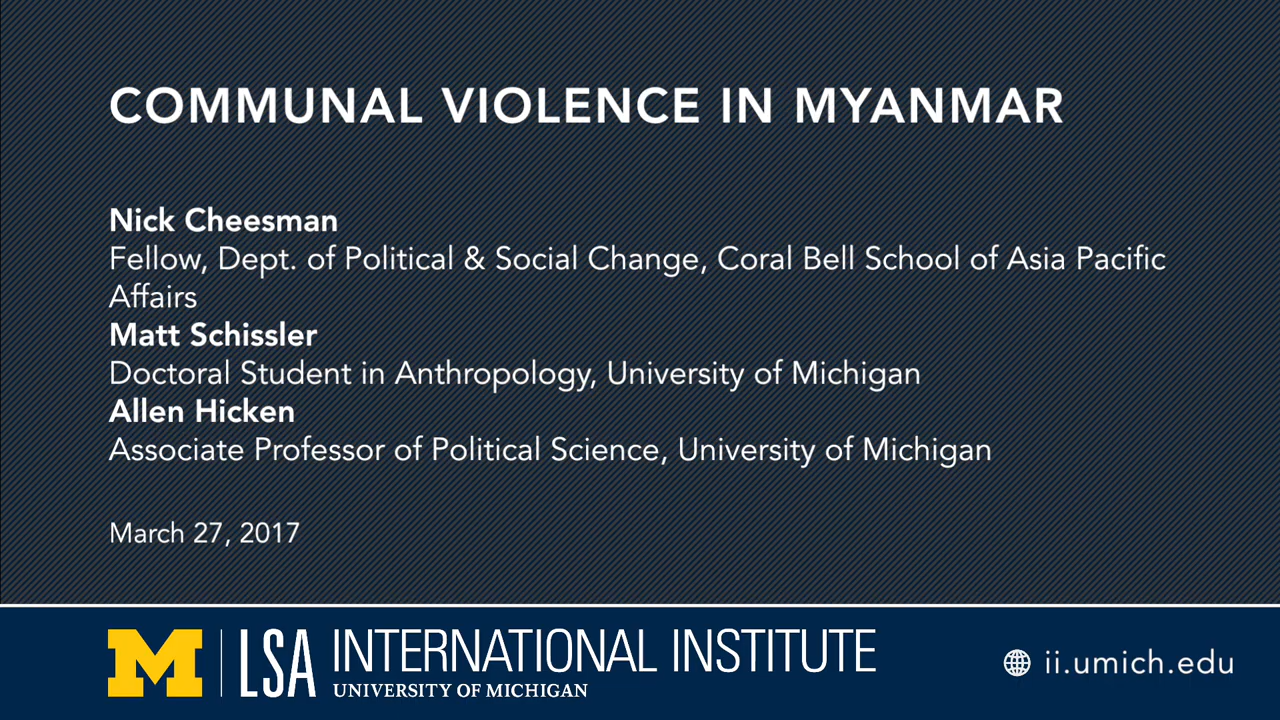 COMMUNAL VIOLENCE IN MYANMAR
Nick Cheesman
Fellow, Dept. of Political & Social Change, Coral Bell School of Asia Pacific
Affairs
Matt Schissler
Doctoral Student in Anthropology, University of Michigan
Allen Hicken
Associate Professor of Political Science, University of Michigan
March 27, 2017
M LSA INTERNATIONAL INSTITUTE
UNIVERSITY OF MICHIGAN
ii.umich.edu